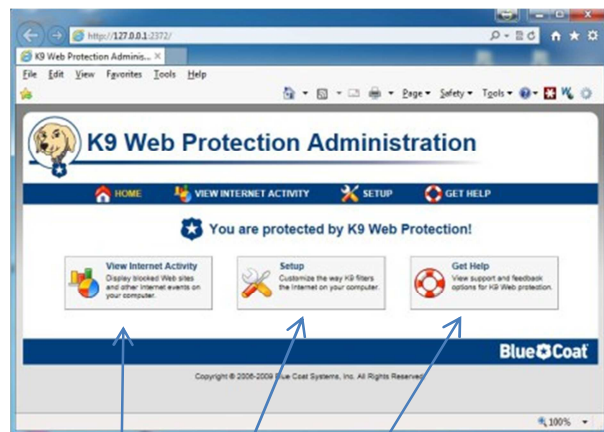 http://127.0.0.1:2372/
K9 Web Protection Adminis...
File Edit View Favorites Tools Help
Page Safety Tools
K9 Web Protection Administration
HOME VIEW INTERNET ACTIVITY SETUP GET HELP
You are protected by K9 Web Protection!
View Internet Activity
Display blocked Web sites
and other Internet events on
your computer.
Setup
Customize the way K9 filters
the Internet on your computer.
Get Help
View support and feedback
options for K9 Web protection.
Blue Coat
Copyright © 2006-2009 Blue Coat Systems, Inc. All Rights Reserved
100%